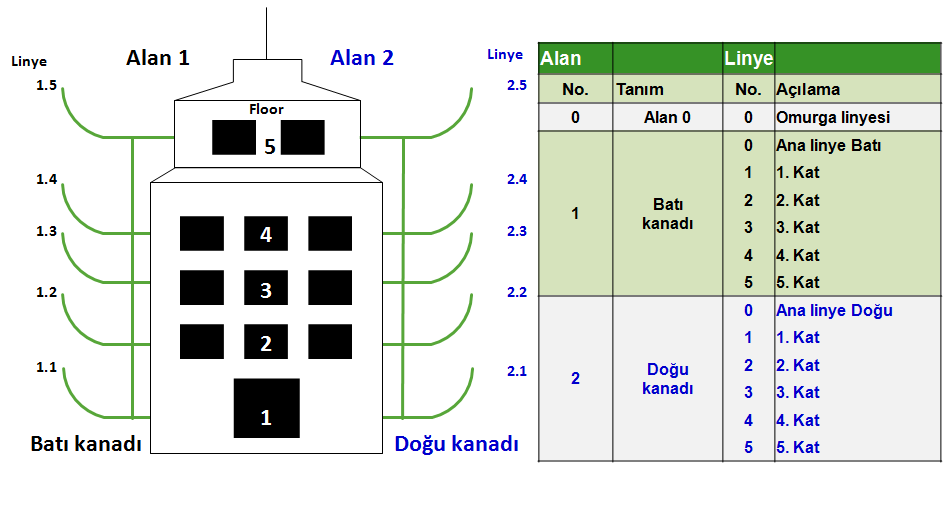 Linye
Alan 1
Alan 2
Linye
1.5
Floor
5
2.5
1.4
4
2.4
1.3
3
2.3
1.2
2
2.2
1.1
1
2.1
Batı kanadı
Doğu kanadı
Alan Linye
No. Tanım No. Açılama
0 Alan 0 0 Omurga linyesi
1 Batı kanadı 0 Ana linye Batı
1 1. Kat
2 2. Kat
3 3. Kat
4 4. Kat
5 5. Kat
2 Doğu kanadı 0 Ana linye Doğu
1 1. Kat
2 2. Kat
3 3. Kat
4 4. Kat
5 5. Kat